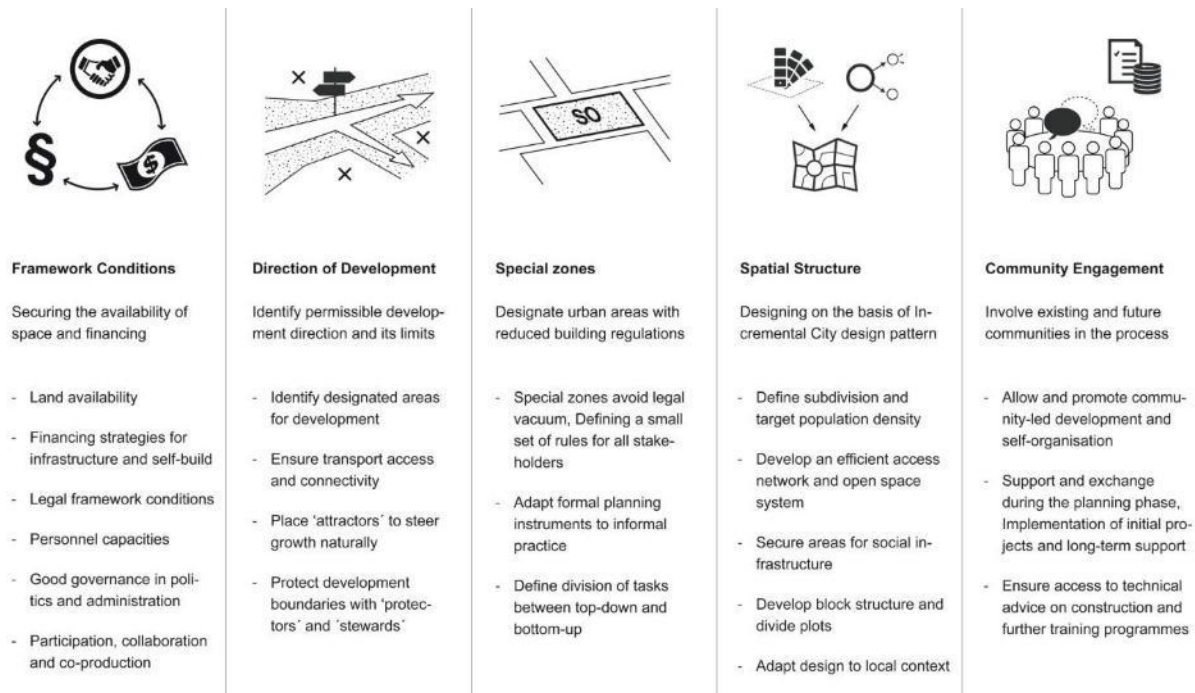 §
$
SO
Framework Conditions
Securing the availability of
space and financing
- Land availability
- Financing strategies for
infrastructure and self-build
- Legal framework conditions
- Personnel capacities
- Good governance in poli-
tics and administration
- Participation, collaboration
and co-production
Direction of Development
Identify permissible develop-
ment direction and its limits
- Identify designated areas
for development
- Ensure transport access
and connectivity
- Place ‘attractors´ to steer
growth naturally
- Protect development
boundaries with ‘protec-
tors´ and ´stewards‘
Special zones
Designate urban areas with
reduced building regulations
- Special zones avoid legal
vacuum, Defining a small
set of rules for all stake-
holders
- Adapt formal planning
instruments to informal
practice
- Define division of tasks
between top-down and
bottom-up
Spatial Structure
Designing on the basis of In-
cremental City design pattern
- Define subdivision and
target population density
- Develop an efficient access
network and open space
system
- Secure areas for social in-
frastructure
- Develop block structure and
divide plots
- Adapt design to local context
Community Engagement
Involve existing and future
communities in the process
- Allow and promote commu-
nity-led development and
self-organisation
- Support and exchange
during the planning phase,
Implementation of initial pro-
jects and long-term support
- Ensure access to technical
advice on construction and
further training programmes